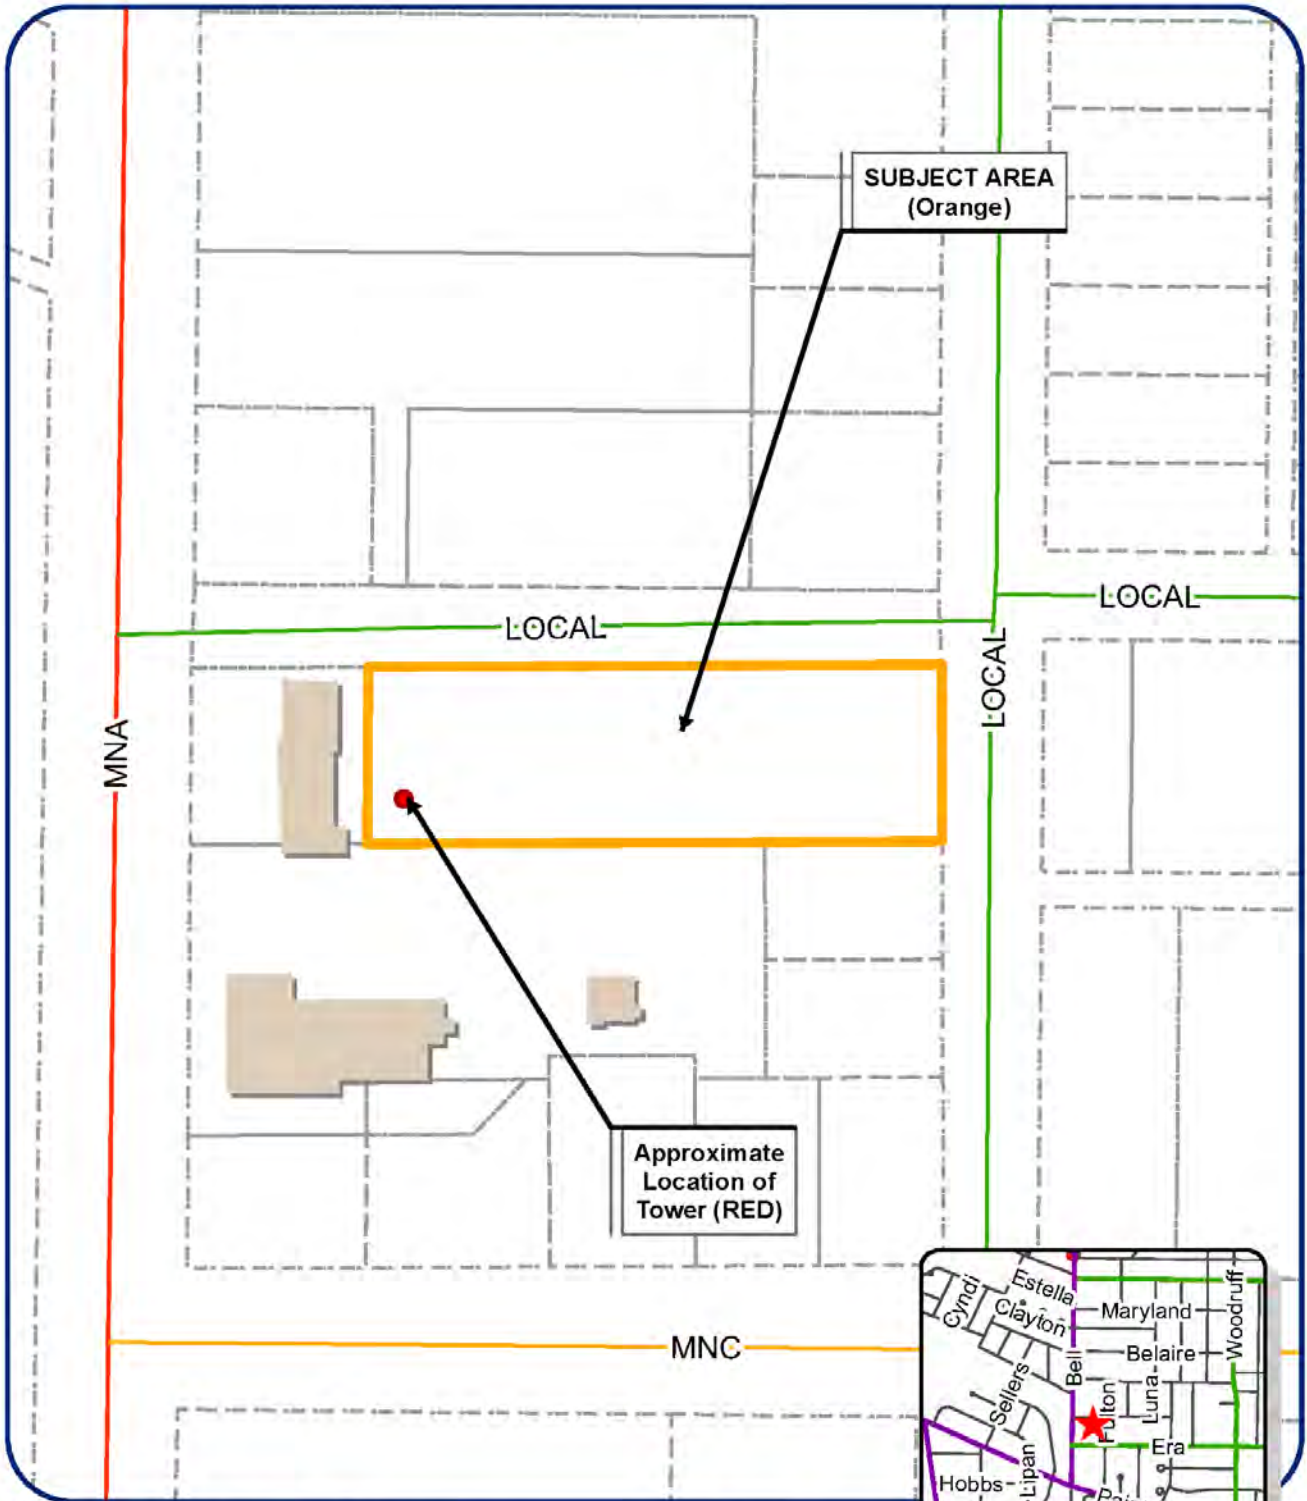 SUBJECT AREA
(Orange)
LOCAL
LOCAL
LOCAL
MNA
Approximate
Location of
Tower (RED)
MNC
Cyndi
Estella
Clayton
Maryland
Woodruff
Bell
Belaire
Sellers
Fulton
Luna
Era
Lipan
Hobbs